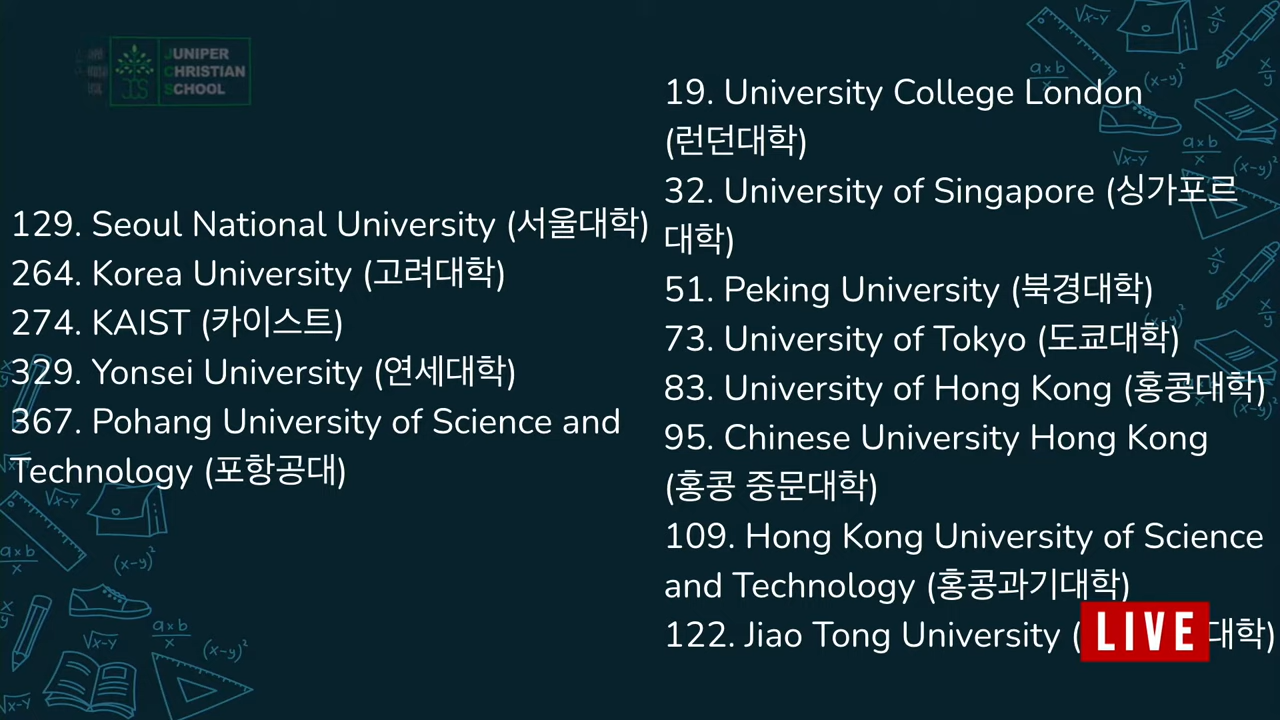 JUNIPER
CHRISTIAN
SCHOOL
JCS
129. Seoul National University (서울대학)
264. Korea University (고려대학)
274. KAIST (카이스트)
329. Yonsei University (연세대학)
367. Pohang University of Science and
Technology (포항공대)
19. University College London
(런던대학)
32. University of Singapore (싱가포르
대학)
51. Peking University (북경대학)
73. University of Tokyo (도쿄대학)
83. University of Hong Kong (홍콩대학)
95. Chinese University Hong Kong
(홍콩 중문대학)
109. Hong Kong University of Science
and Technology (홍콩과기대학)
122. Jiao Tong University ( 대학)
LIVE
√x-y
x/y
a×b/x
(x-y)²
x/y
√x-y
a×b/x
(x-y)²
x/y
x/y
(x-y)²
√x-y
a×b/x
(x-y)²
x/y
√x-y
a×b/x
(x-y)²
√x-y